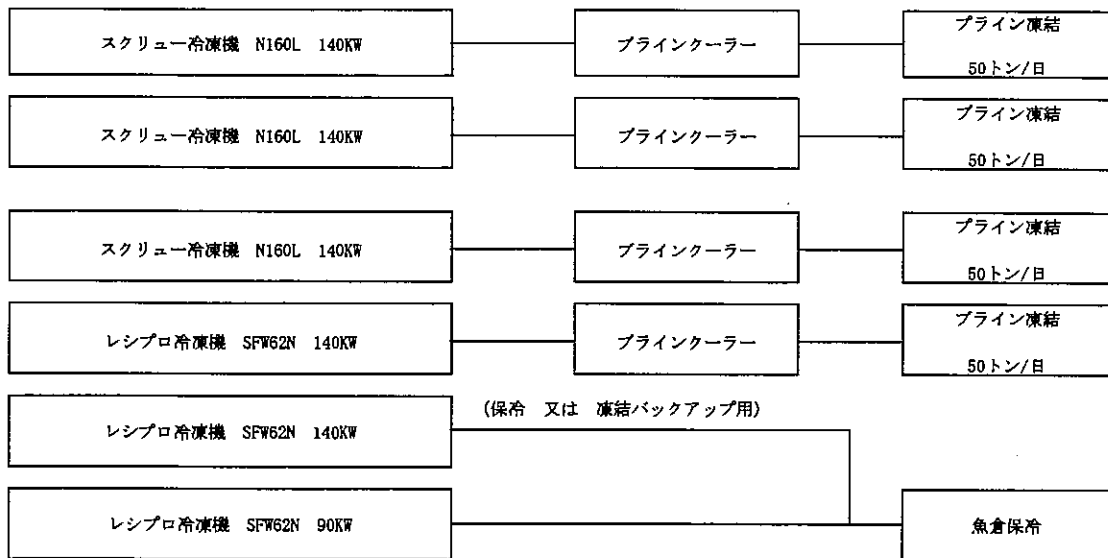 スクリュー冷凍機 N160L 140KW
ブラインクーラー
ブライン凍結
50トン/日
スクリュー冷凍機 N160L 140KW
ブラインクーラー
ブライン凍結
50トン/日
スクリュー冷凍機 N160L 140KW
ブラインクーラー
ブライン凍結
50トン/日
レシプロ冷凍機 SFW62N 140KW
ブラインクーラー
ブライン凍結
50トン/日
レシプロ冷凍機 SFW62N 140KW
(保冷 又は 凍結バックアップ用)
レシプロ冷凍機 SFW62N 90KW
魚倉保冷